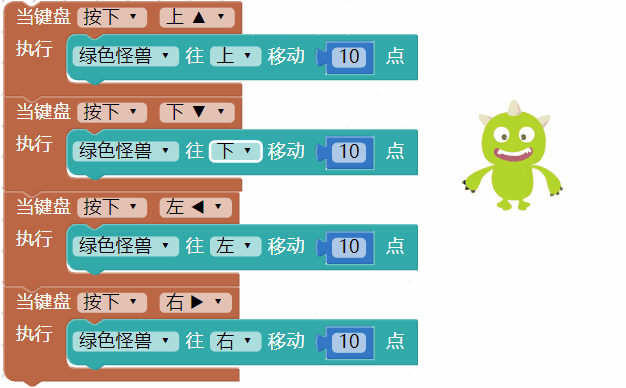 当键盘 按下 上 ▲
执行 绿色怪兽 往 上 移动 10 点
当键盘 按下 下 ▼
执行 绿色怪兽 往 下 移动 10 点
当键盘 按下 左 ◀
执行 绿色怪兽 往 左 移动 10 点
当键盘 按下 右 ▶
执行 绿色怪兽 往 右 移动 10 点